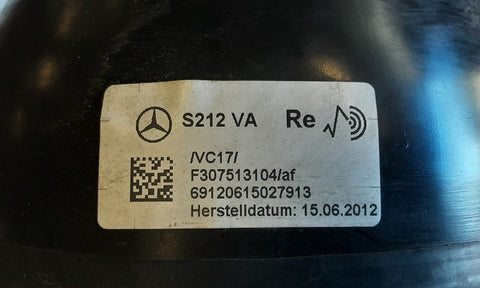 S212 VA Re
/VC17/
F307513104/af
69120615027913
Herstelldatum: 15.06.2012